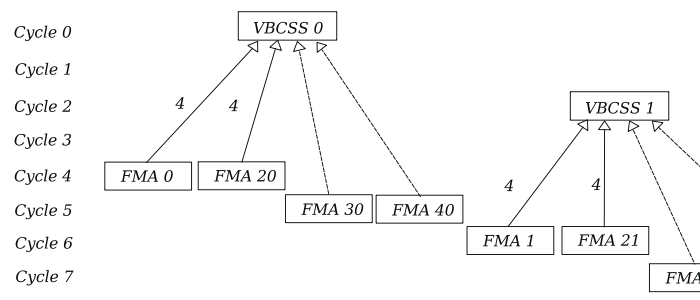 Cycle 0
VBCSS 0
Cycle 1
Cycle 2
4
4
VBCSS 1
Cycle 3
Cycle 4
FMA 0
FMA 20
4
4
Cycle 5
FMA 30
FMA 40
Cycle 6
FMA 1
FMA 21
Cycle 7
FMA